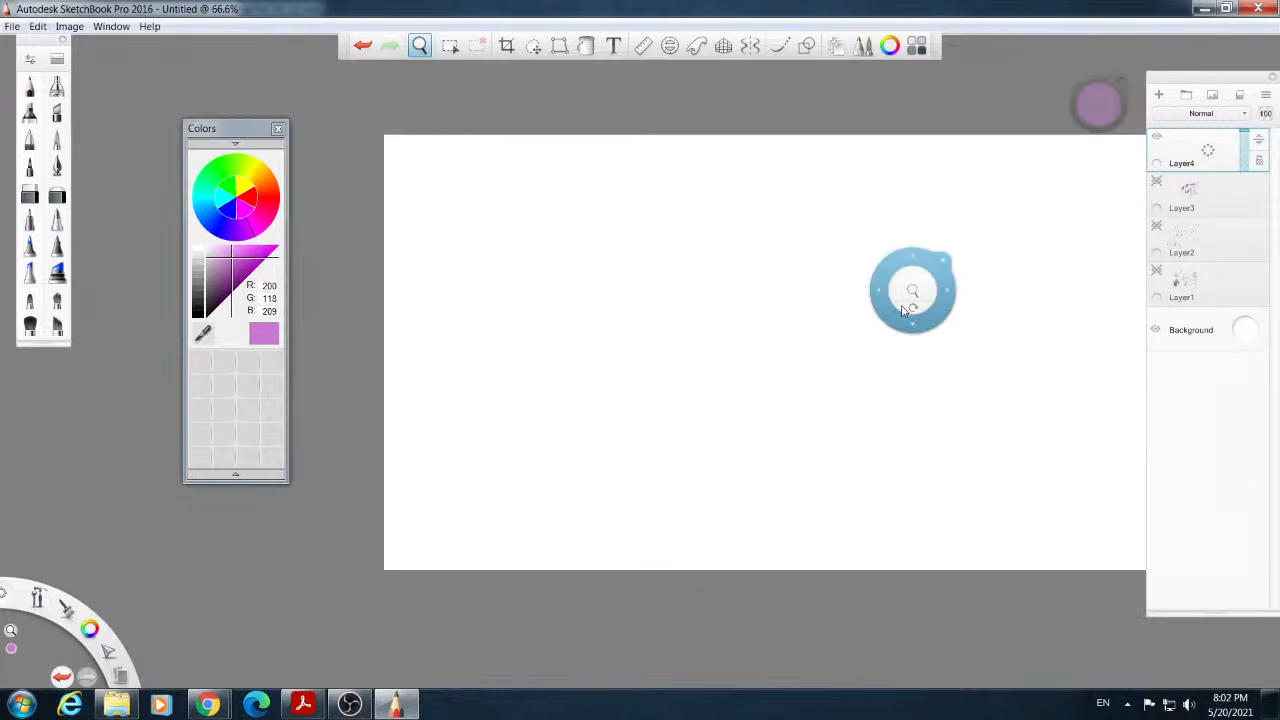 Autodesk SketchBook Pro 2016 - Untitled @ 66.6%
File Edit Image Window Help
Colors
R: 200
G: 118
B: 209
Normal 100
Layer4
Layer3
Layer2
Layer1
Background
EN
8:02 PM
5/20/2021